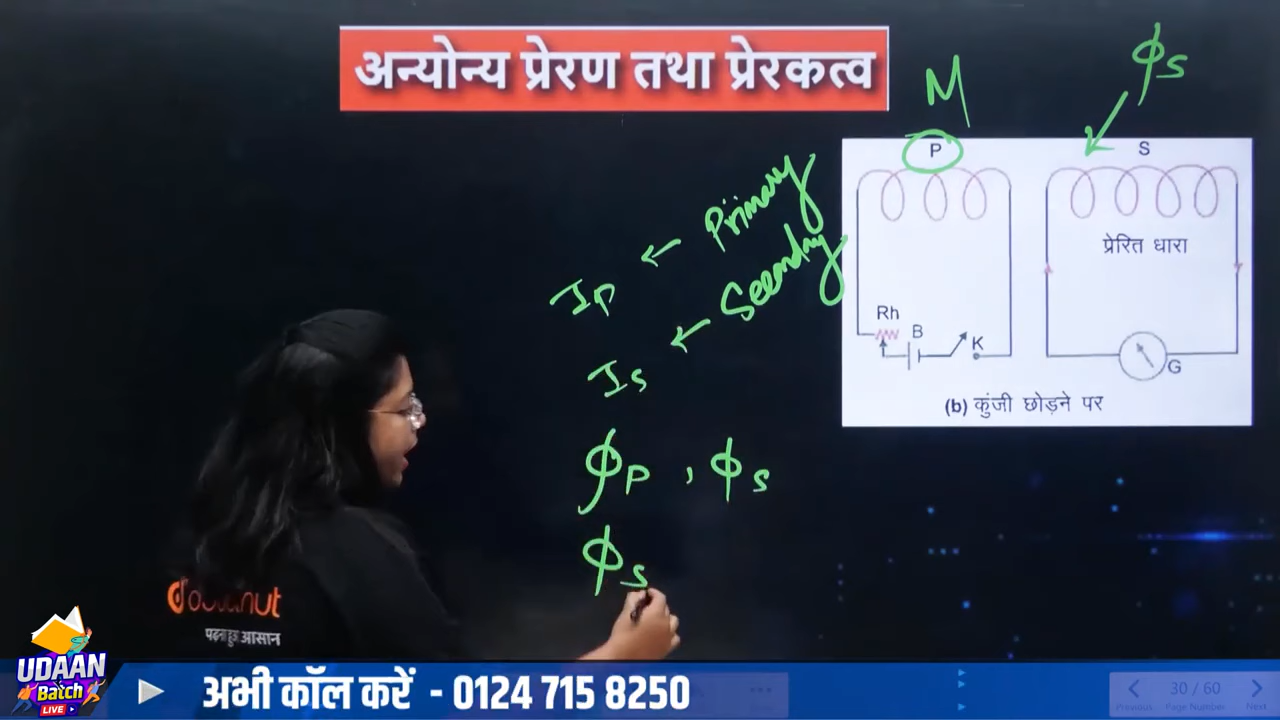 अन्योन्य प्रेरण तथा प्रेरकत्व
M
ϕs
P
S
Primary
Secondary
प्रेरित धारा
Ip
Is
Rh
B
K
G
(b) कुंजी छोड़ने पर
ϕp , ϕs
ϕs
doubtnut
पढ़ना हुआ आसान
UDAAN
Batch
LIVE
अभी कॉल करें - 0124 715 8250
30 / 60
Previous
Page Number
Next